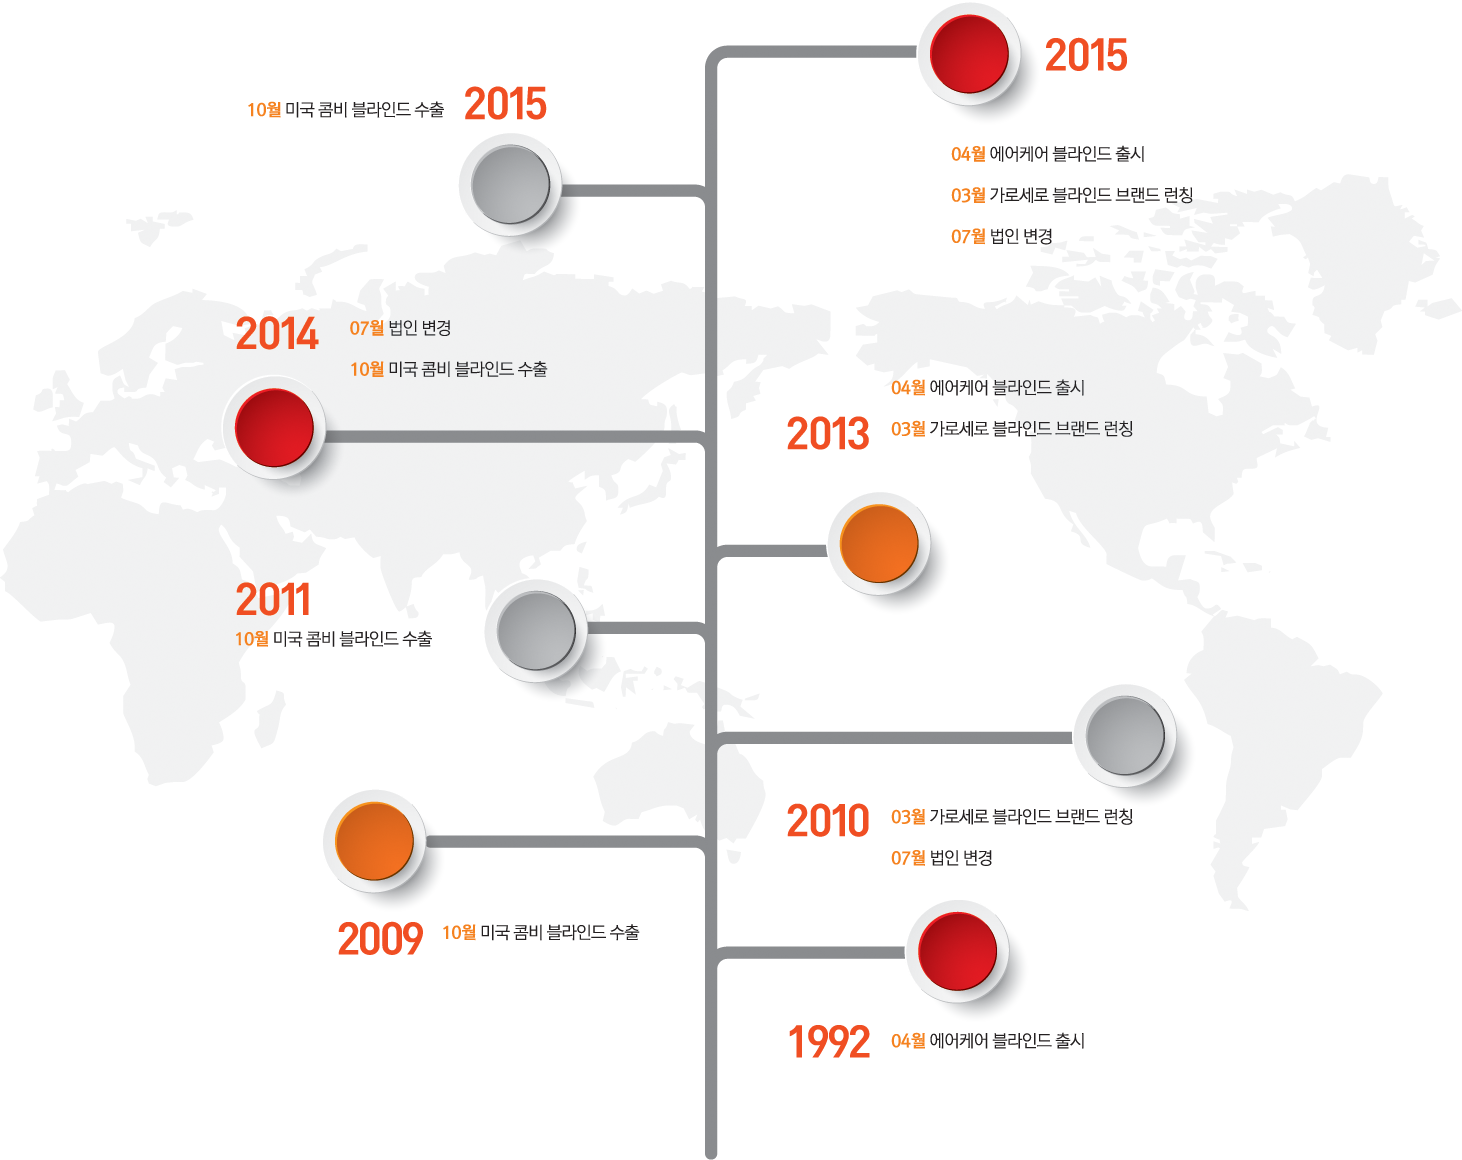 2015
04월 에어케어 블라인드 출시
03월 가로세로 블라인드 브랜드 런칭
07월 법인 변경
10월 미국 콤비 블라인드 수출 2015
2014 07월 법인 변경
10월 미국 콤비 블라인드 수출
2013 04월 에어케어 블라인드 출시
03월 가로세로 블라인드 브랜드 런칭
2011
10월 미국 콤비 블라인드 수출
2010 03월 가로세로 블라인드 브랜드 런칭
07월 법인 변경
2009 10월 미국 콤비 블라인드 수출
1992 04월 에어케어 블라인드 출시